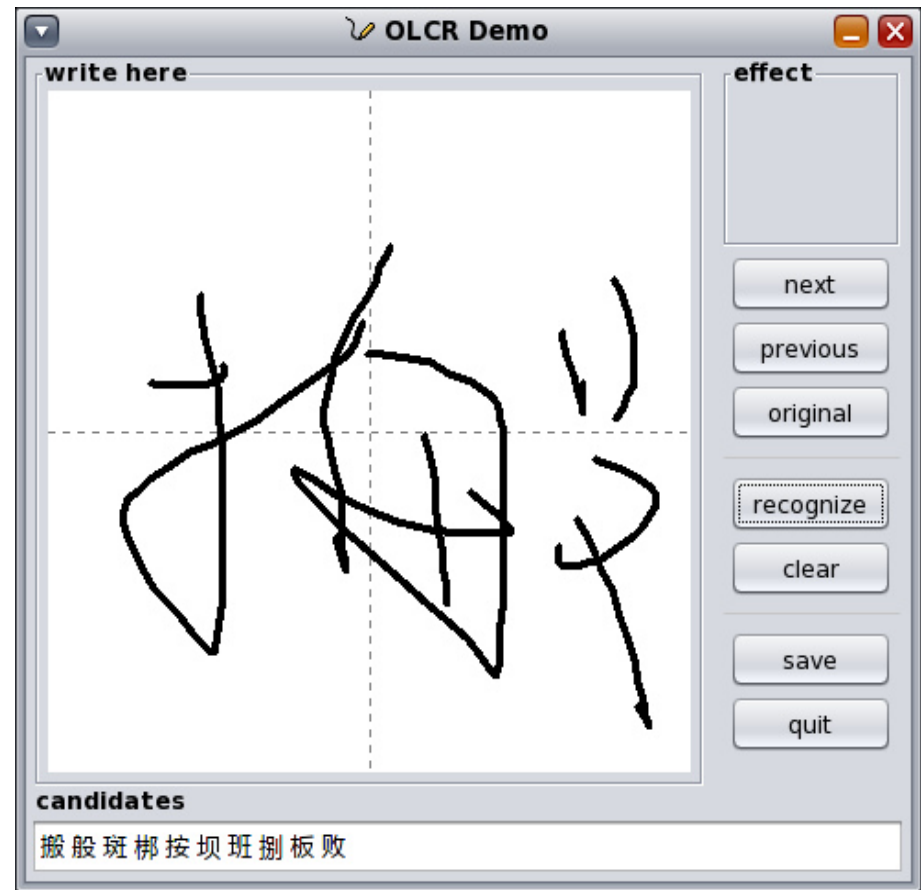 OLCR Demo
write here
搬
effect
next
previous
original
recognize
clear
save
quit
candidates
搬 般 斑 梆 按 坝 班 捌 板 败